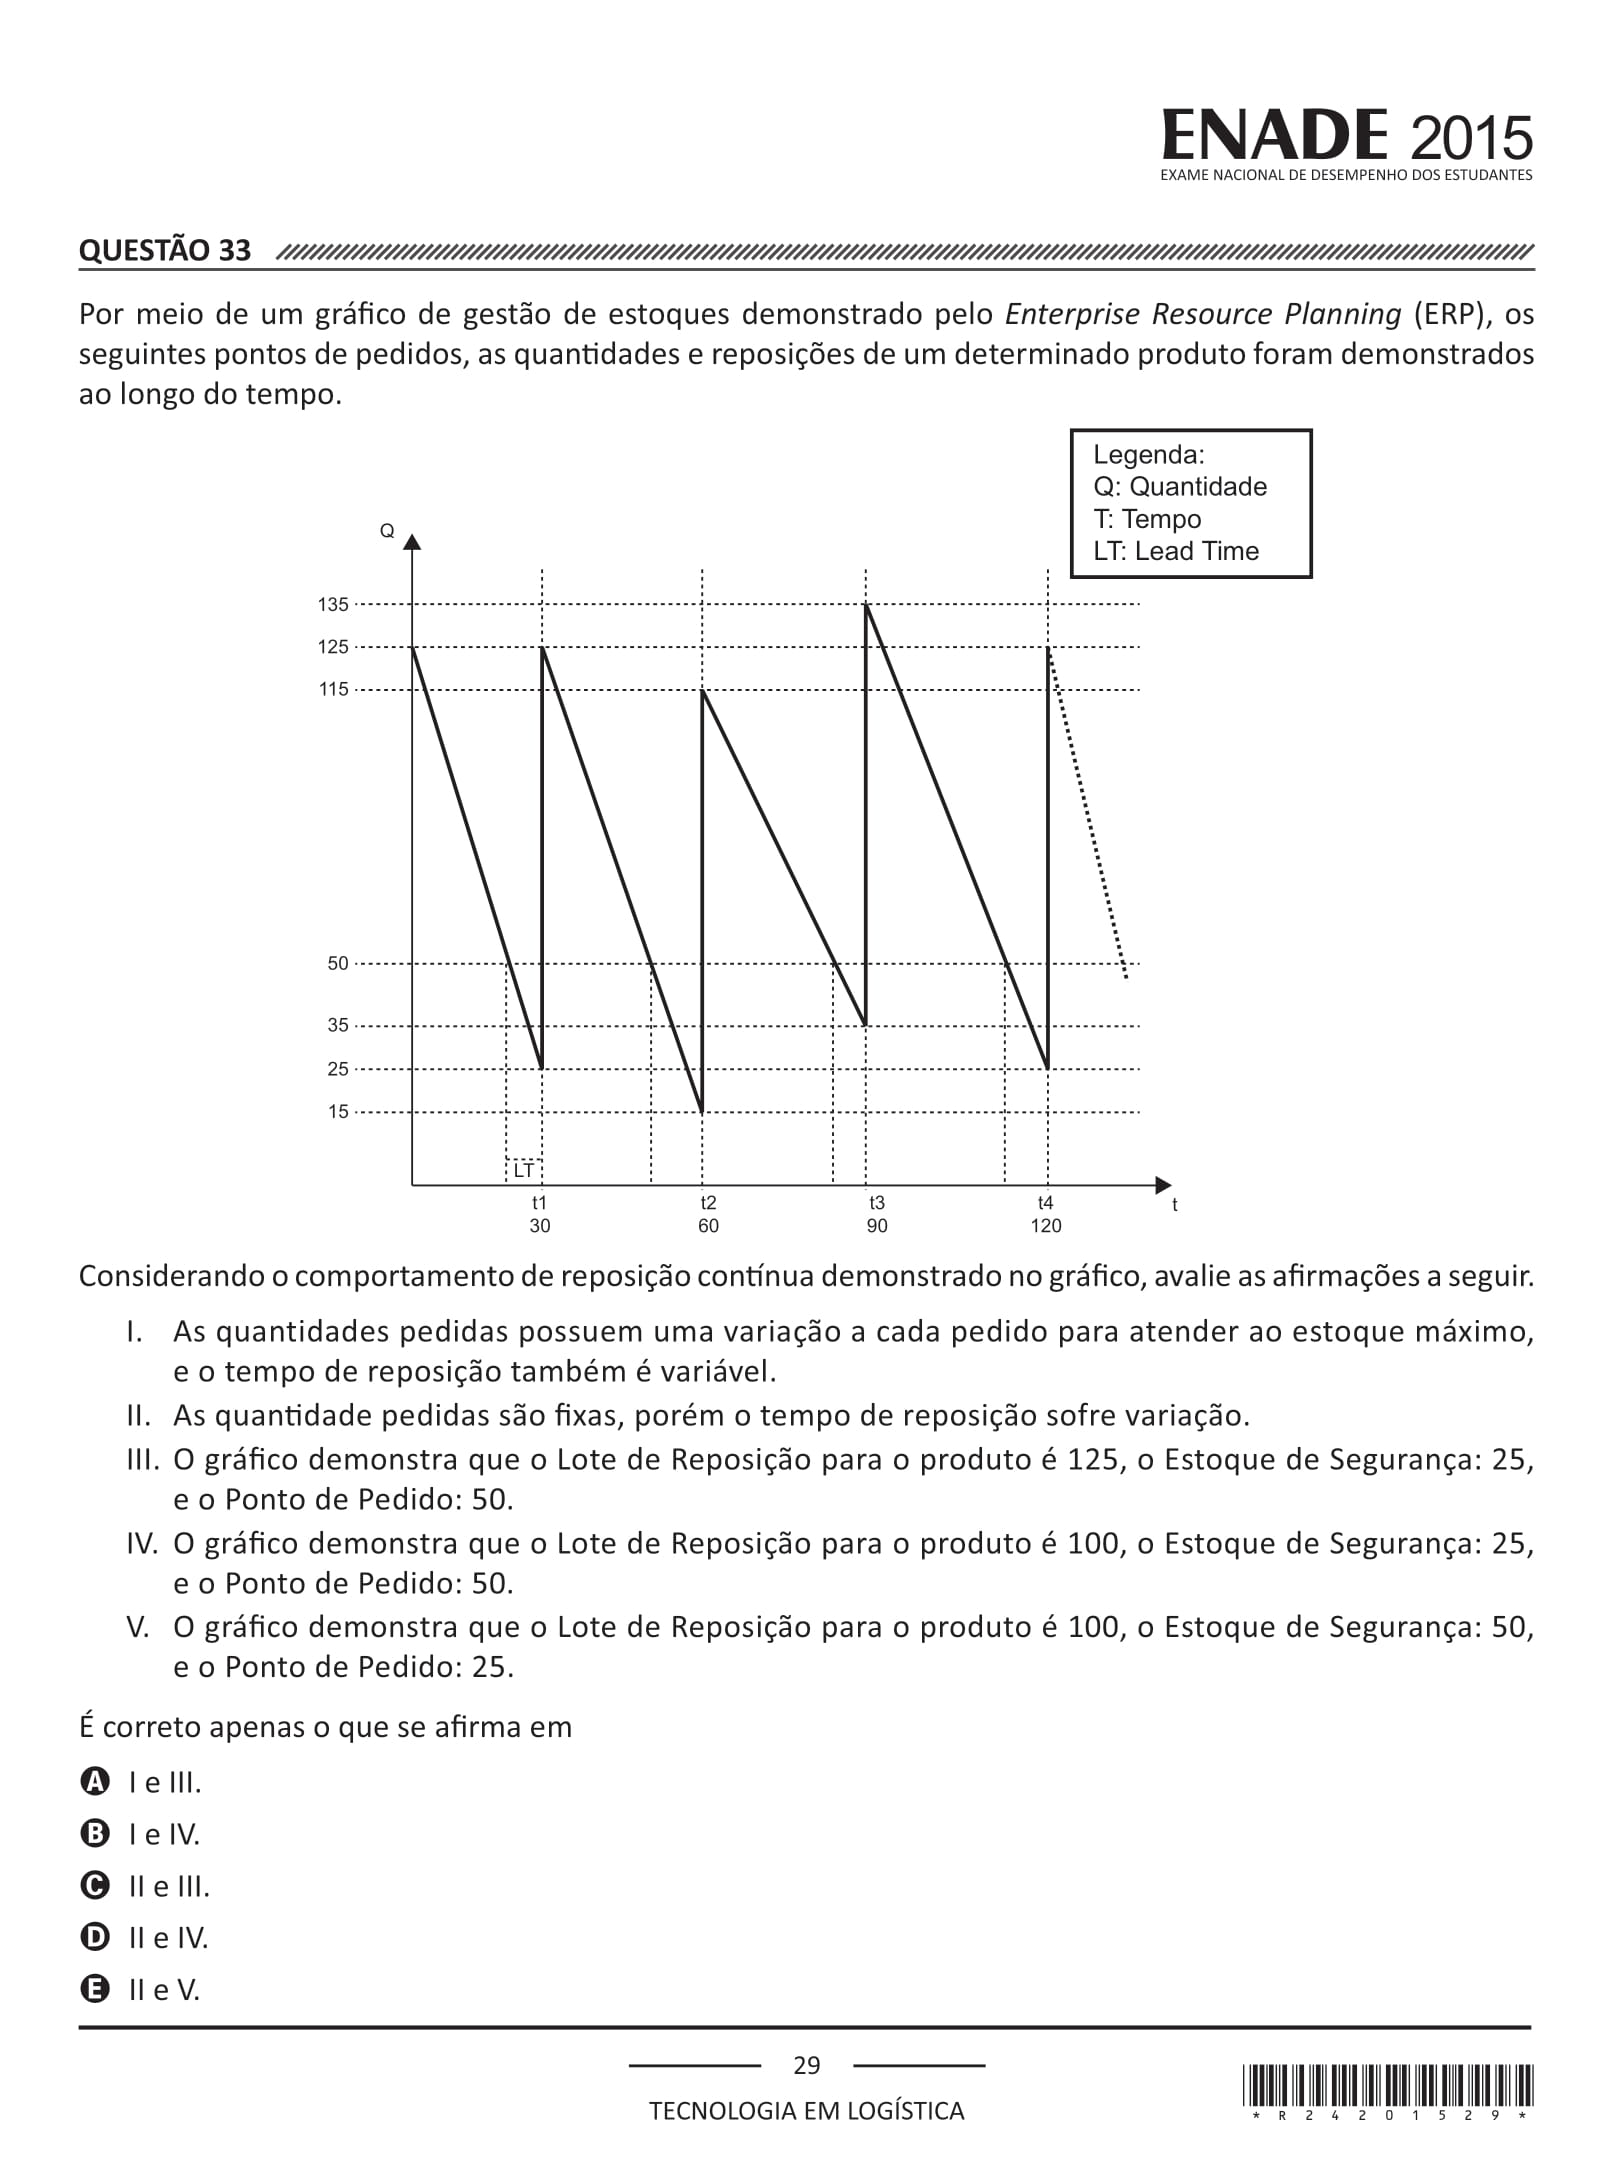 ENADE 2015
EXAME NACIONAL DE DESEMPENHO DOS ESTUDANTES
QUESTÃO 33
Por meio de um gráfico de gestão de estoques demonstrado pelo Enterprise Resource Planning (ERP), os
seguintes pontos de pedidos, as quantidades e reposições de um determinado produto foram demonstrados
ao longo do tempo.
Legenda:
Q: Quantidade
T: Tempo
LT: Lead Time
Q
135
125
115
50
35
25
15
LT
t1
t2
t3
t4
t
30
60
90
120
Considerando o comportamento de reposição contínua demonstrado no gráfico, avalie as afirmações a seguir.
I. As quantidades pedidas possuem uma variação a cada pedido para atender ao estoque máximo,
e o tempo de reposição também é variável.
II. As quantidade pedidas são fixas, porém o tempo de reposição sofre variação.
III. O gráfico demonstra que o Lote de Reposição para o produto é 125, o Estoque de Segurança: 25,
e o Ponto de Pedido: 50.
IV. O gráfico demonstra que o Lote de Reposição para o produto é 100, o Estoque de Segurança: 25,
e o Ponto de Pedido: 50.
V. O gráfico demonstra que o Lote de Reposição para o produto é 100, o Estoque de Segurança: 50,
e o Ponto de Pedido: 25.
É correto apenas o que se afirma em
A I e III.
B I e IV.
C II e III.
D II e IV.
E II e V.
29
TECNOLOGIA EM LOGÍSTICA
* R 2 4 2 0 1 5 2 9 *